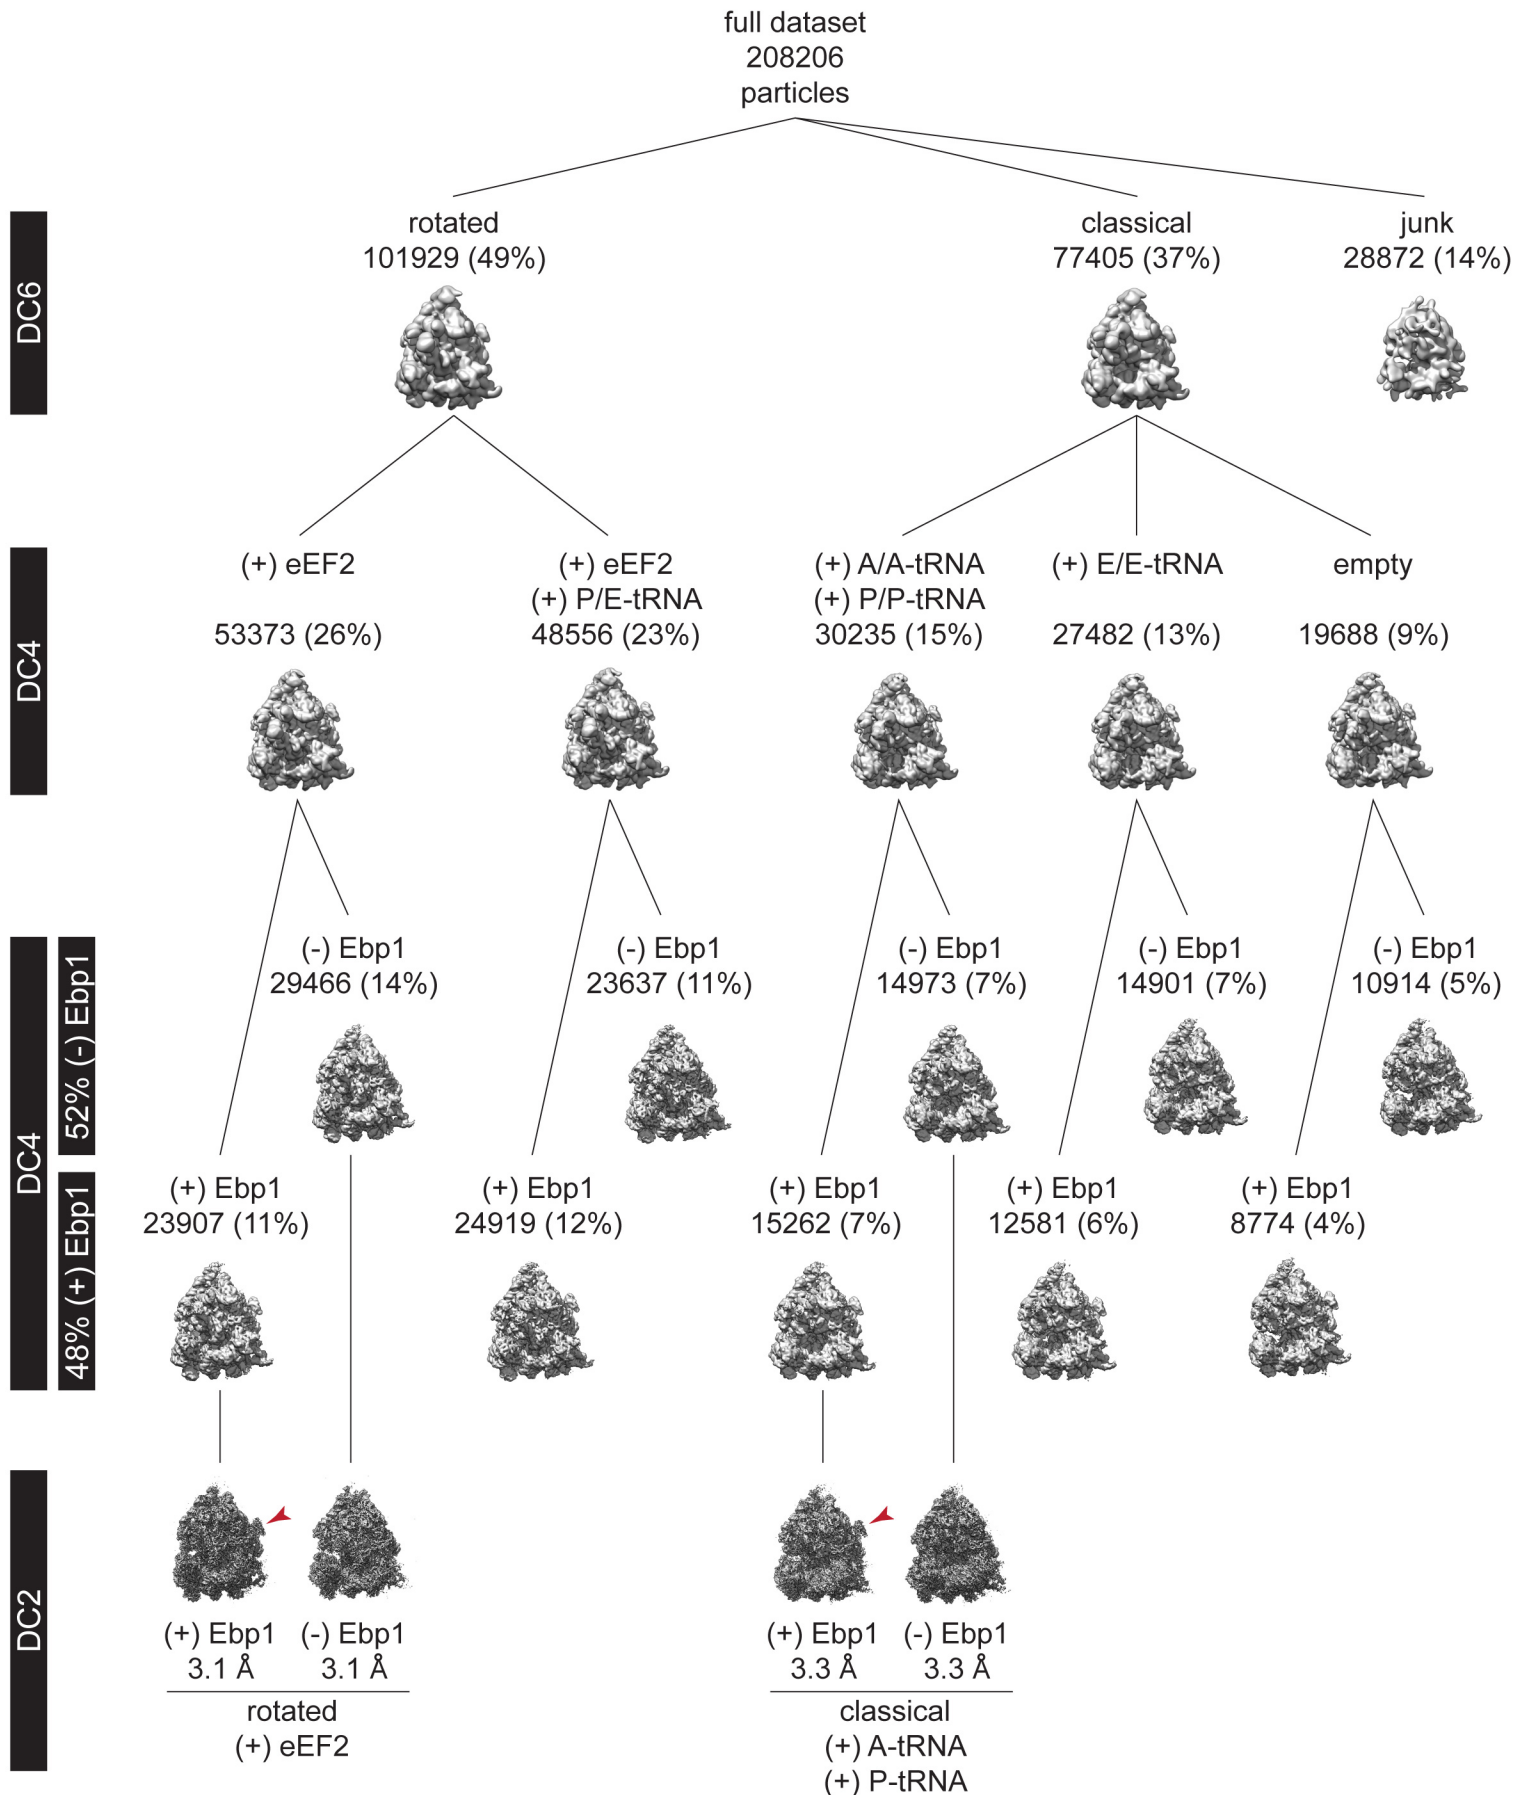 full dataset
208206
particles
DC6
rotated
101929 (49%)
classical
77405 (37%)
junk
28872 (14%)
DC4
(+) eEF2
53373 (26%)
(+) eEF2
(+) P/E-tRNA
48556 (23%)
(+) A/A-tRNA
(+) P/P-tRNA
30235 (15%)
(+) E/E-tRNA
27482 (13%)
empty
19688 (9%)
DC4
52% (-) Ebp1
(-) Ebp1
29466 (14%)
(-) Ebp1
23637 (11%)
(-) Ebp1
14973 (7%)
(-) Ebp1
14901 (7%)
(-) Ebp1
10914 (5%)
48% (+) Ebp1
(+) Ebp1
23907 (11%)
(+) Ebp1
24919 (12%)
(+) Ebp1
15262 (7%)
(+) Ebp1
12581 (6%)
(+) Ebp1
8774 (4%)
DC2
(+) Ebp1
3.1 Å
(-) Ebp1
3.1 Å
rotated
(+) eEF2
(+) Ebp1
3.3 Å
(-) Ebp1
3.3 Å
classical
(+) A-tRNA
(+) P-tRNA